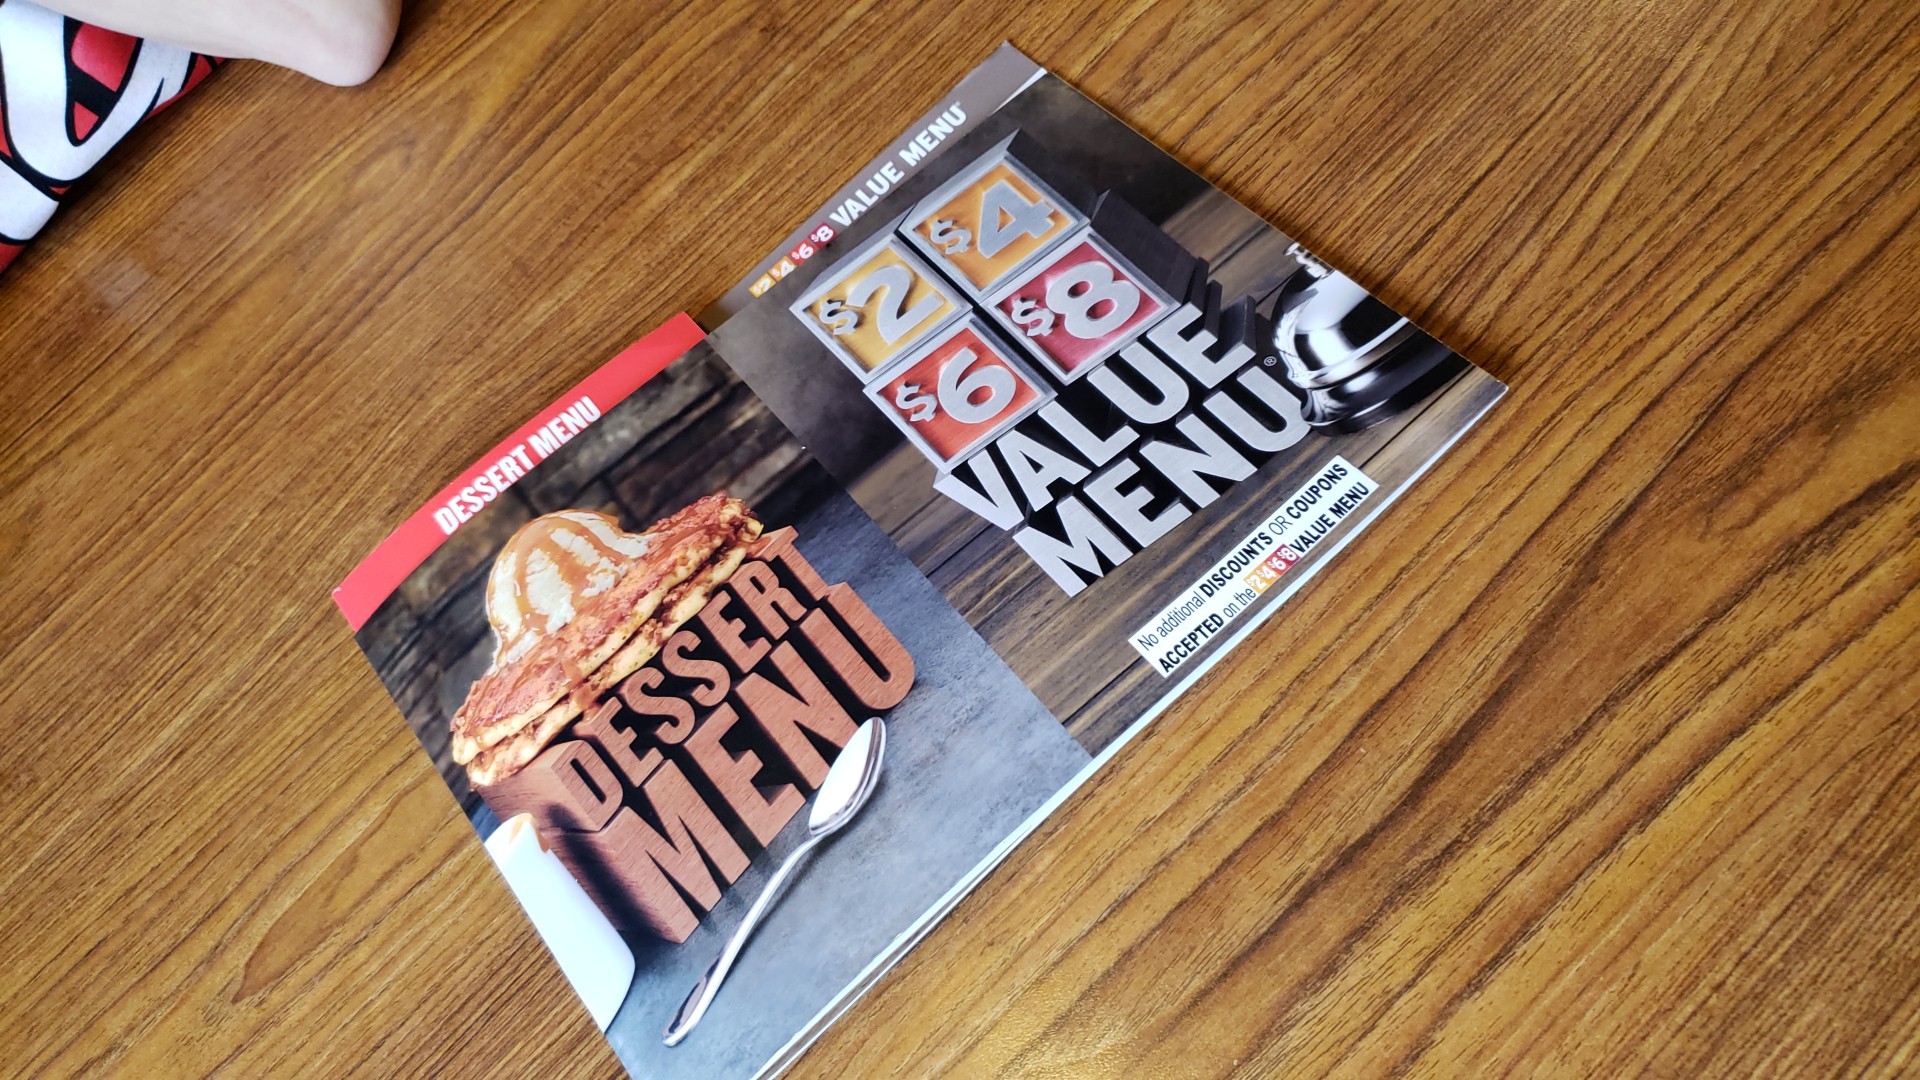 DESSERT MENU
DESSERT
MENU
$2 $4 $6 $8 VALUE MENU®
$2 $4
$6 $8
VALUE
MENU®
No additional DISCOUNTS OR COUPONS
ACCEPTED on the $2 $4 $6 $8 VALUE MENU